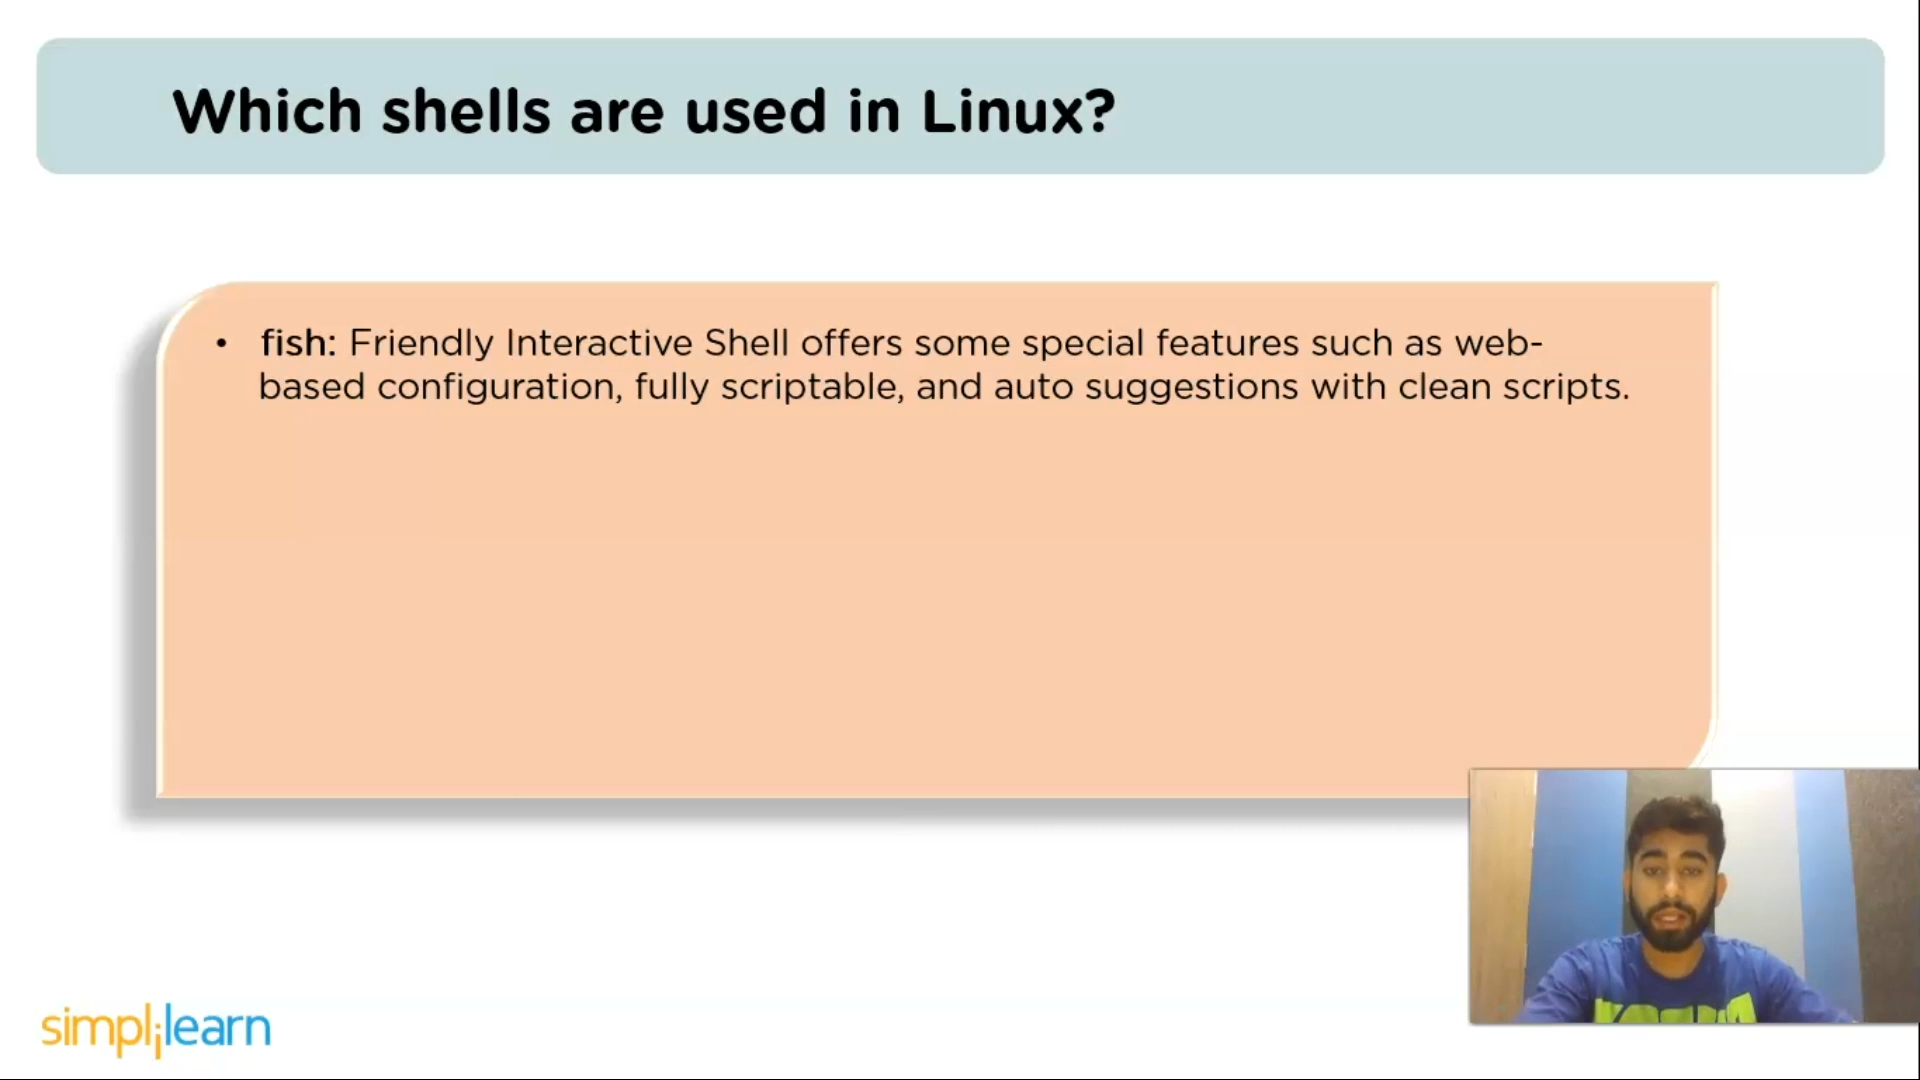 Which shells are used in Linux?
• fish: Friendly Interactive Shell offers some special features such as web-
based configuration, fully scriptable, and auto suggestions with clean scripts.
simplilearn